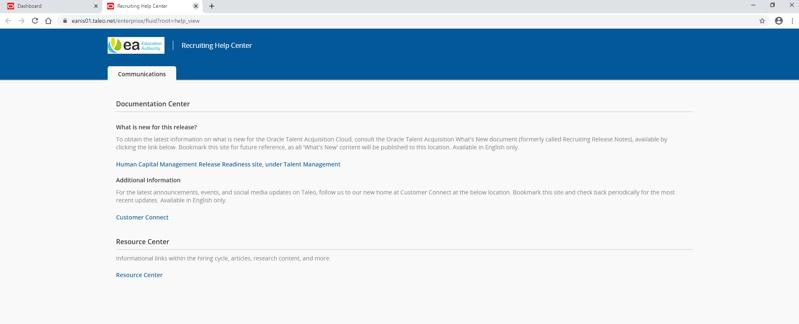 Dashboard
Recruiting Help Center
eanis01.taleo.net/enterprise/fluid?root=help_view
ea Education Authority
Recruiting Help Center
Communications
Documentation Center
What is new for this release?
To obtain the latest information on what is new for the Oracle Talent Acquisition Cloud, consult the Oracle Talent Acquisition What's New document (formerly called Recruiting Release Notes), available by
clicking the link below. Bookmark this site for future reference, as all 'What's New' content will be published to this location. Available in English only.
Human Capital Management Release Readiness site, under Talent Management
Additional Information
For the latest announcements, events, and social media updates on Taleo, follow us to our new home at Customer Connect at the below location. Bookmark this site and check back periodically for the most
recent updates. Available in English only.
Customer Connect
Resource Center
Informational links within the hiring cycle, articles, research content, and more.
Resource Center